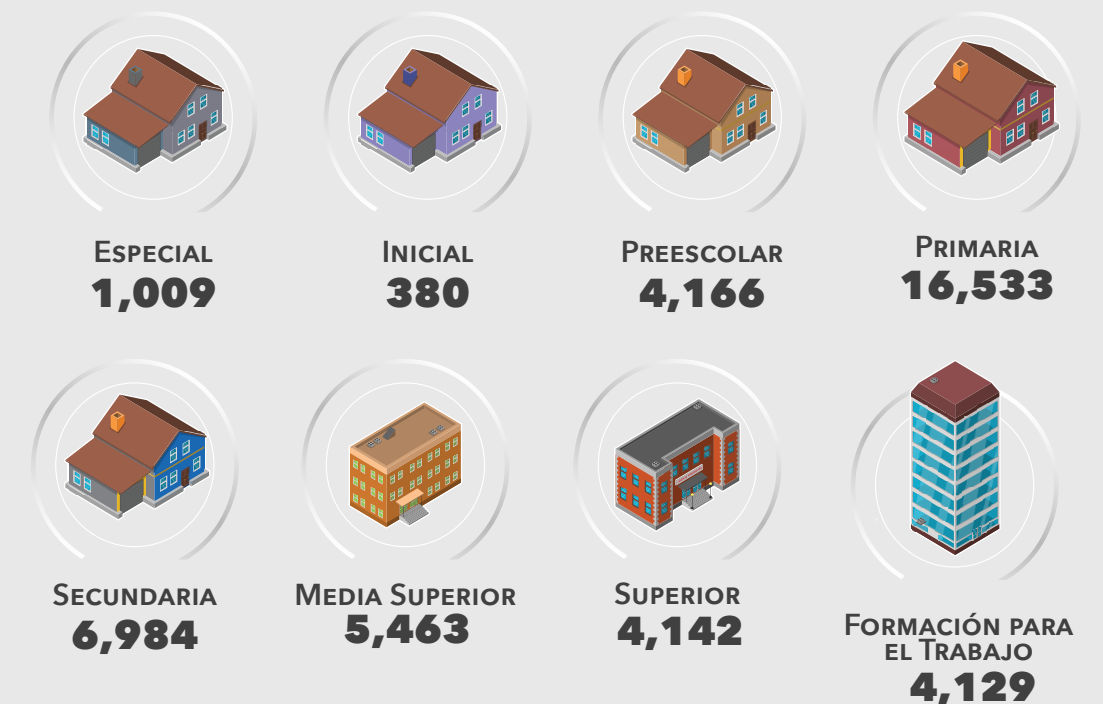 Especial
1,009
Inicial
380
Preescolar
4,166
Primaria
16,533
Secundaria
6,984
Media Superior
5,463
Superior
4,142
Formación para
el Trabajo
4,129